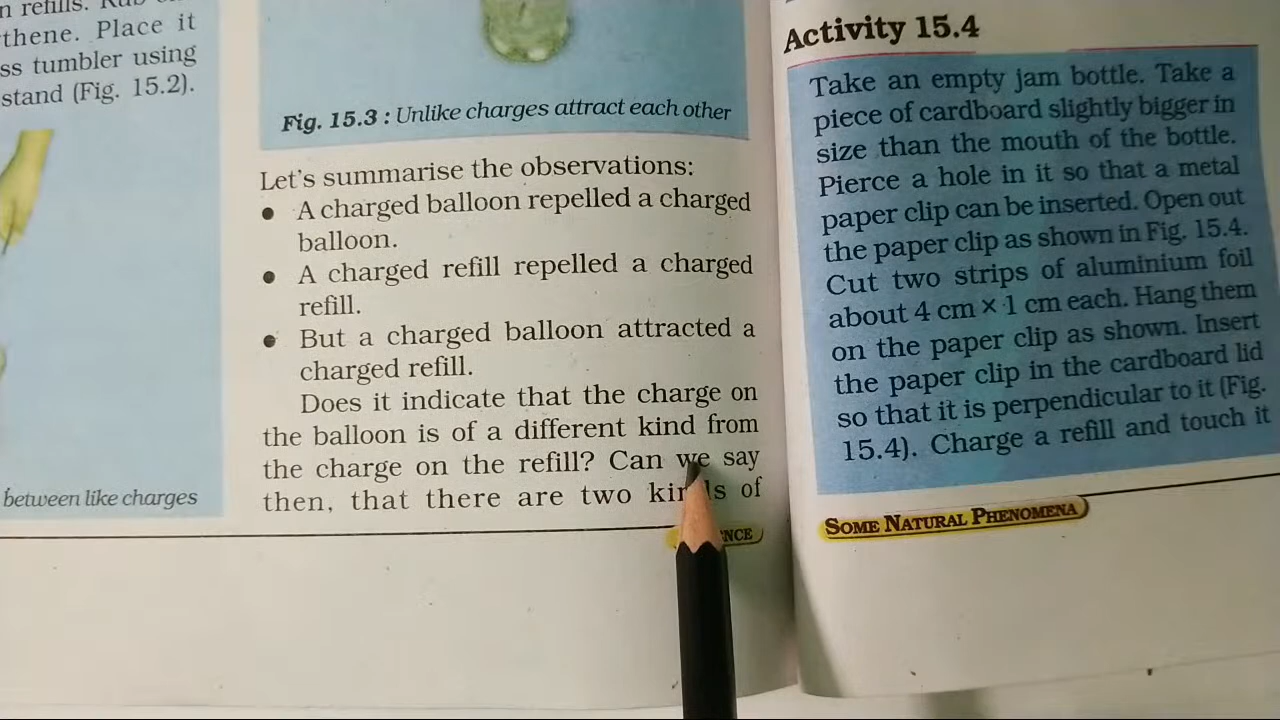 n refills.
thene. Place it
ss tumbler using
stand (Fig. 15.2).
between like charges
Fig. 15.3 : Unlike charges attract each other
Let's summarise the observations:
• A charged balloon repelled a charged
balloon.
• A charged refill repelled a charged
refill.
• But a charged balloon attracted a
charged refill.
Does it indicate that the charge on
the balloon is of a different kind from
the charge on the refill? Can we say
then, that there are two kinds of
NCE
Activity 15.4
Take an empty jam bottle. Take a
piece of cardboard slightly bigger in
size than the mouth of the bottle.
Pierce a hole in it so that a metal
paper clip can be inserted. Open out
the paper clip as shown in Fig. 15.4.
Cut two strips of aluminium foil
about 4 cm × 1 cm each. Hang them
on the paper clip as shown. Insert
the paper clip in the cardboard lid
so that it is perpendicular to it (Fig.
15.4). Charge a refill and touch it
SOME NATURAL PHENOMENA